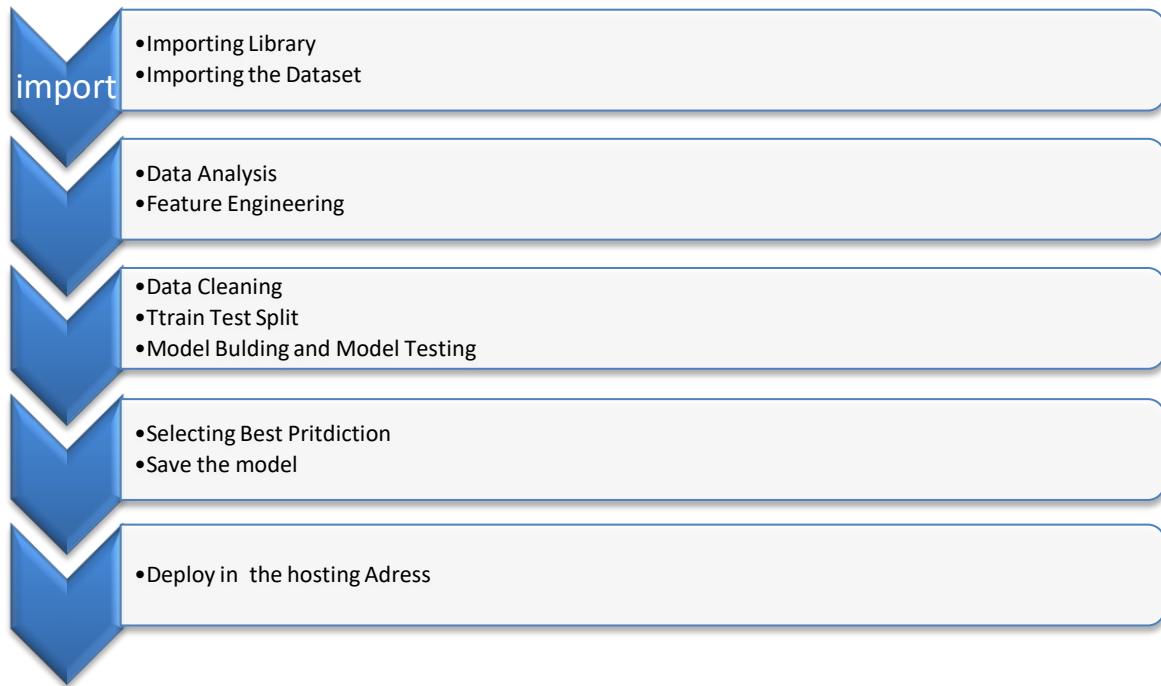 import
•Importing Library
•Importing the Dataset
•Data Analysis
•Feature Engineering
•Data Cleaning
•Ttrain Test Split
•Model Bulding and Model Testing
•Selecting Best Pritdiction
•Save the model
•Deploy in  the hosting Adress